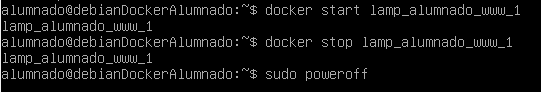 alumnado@debianDockerAlumnado:~$ docker start lamp_alumnado_www_1
lamp_alumnado_www_1
alumnado@debianDockerAlumnado:~$ docker stop lamp_alumnado_www_1
lamp_alumnado_www_1
alumnado@debianDockerAlumnado:~$ sudo poweroff